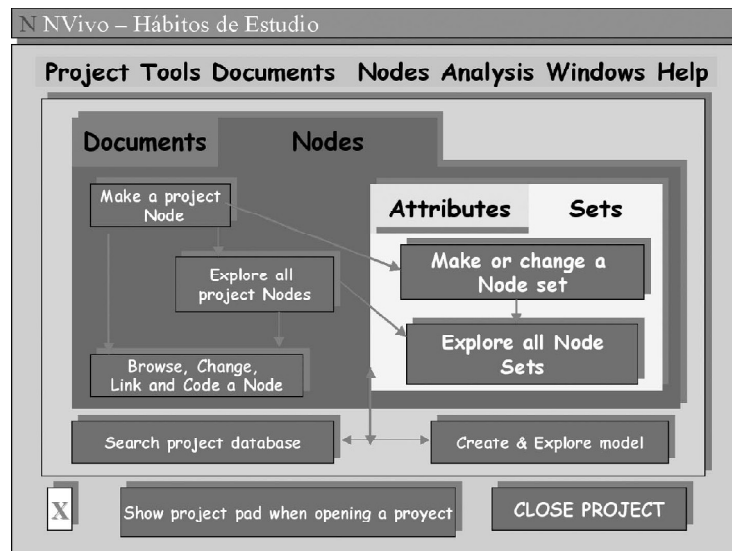 N NVivo – Hábitos de Estudio
Project Tools Documents Nodes Analysis Windows Help
Documents Nodes
Make a project
Node
Explore all
project Nodes
Browse, Change,
Link and Code a Node
Attributes Sets
Make or change a
Node set
Explore all Node
Sets
Search project database
Create & Explore model
X
Show project pad when opening a proyect
CLOSE PROJECT